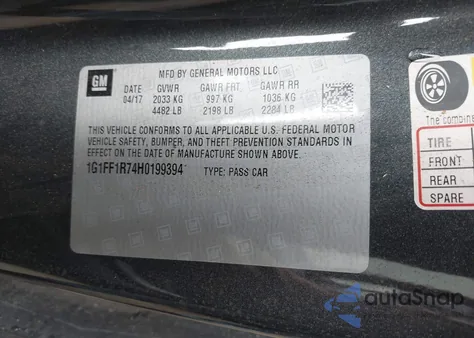 GM
MFD BY GENERAL MOTORS LLC
DATE GVWR GAWR FRT GAWR RR
04/17 2033 KG 997 KG 1036 KG
4482 LB 2198 LB 2284 LB
THIS VEHICLE CONFORMS TO ALL APPLICABLE U.S. FEDERAL MOTOR
VEHICLE SAFETY, BUMPER, AND THEFT PREVENTION STANDARDS IN
EFFECT ON THE DATE OF MANUFACTURE SHOWN ABOVE.
1G1FF1R74H0199394 TYPE: PASS CAR
The combine
TIRE
FRONT
REAR
SPARE
autoSnap